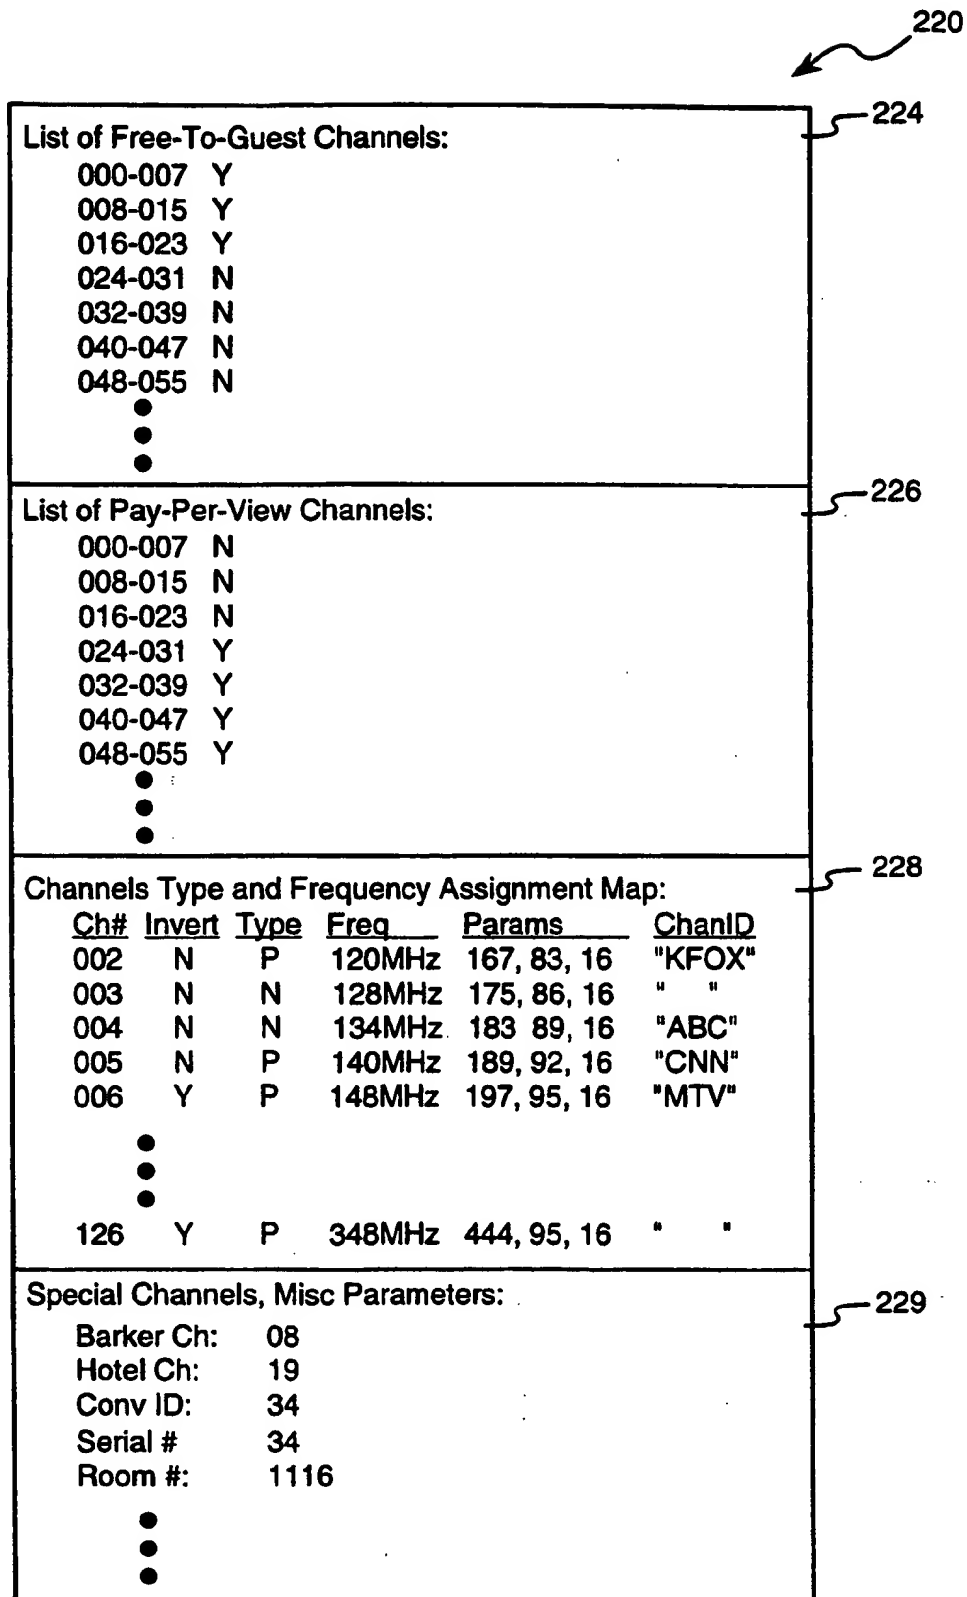 220
224
List of Free-To-Guest Channels:
000-007 Y
008-015 Y
016-023 Y
024-031 N
032-039 N
040-047 N
048-055 N
226
List of Pay-Per-View Channels:
000-007 N
008-015 N
016-023 N
024-031 Y
032-039 Y
040-047 Y
048-055 Y
228
Channels Type and Frequency Assignment Map:
Ch# Invert Type Freq Params ChanID
002 N P 120MHz 167, 83, 16 "KFOX"
003 N N 128MHz 175, 86, 16 " "
004 N N 134MHz 183 89, 16 "ABC"
005 N P 140MHz 189, 92, 16 "CNN"
006 Y P 148MHz 197, 95, 16 "MTV"
126 Y P 348MHz 444, 95, 16 " "
229
Special Channels, Misc Parameters:
Barker Ch: 08
Hotel Ch: 19
Conv ID: 34
Serial # 34
Room #: 1116